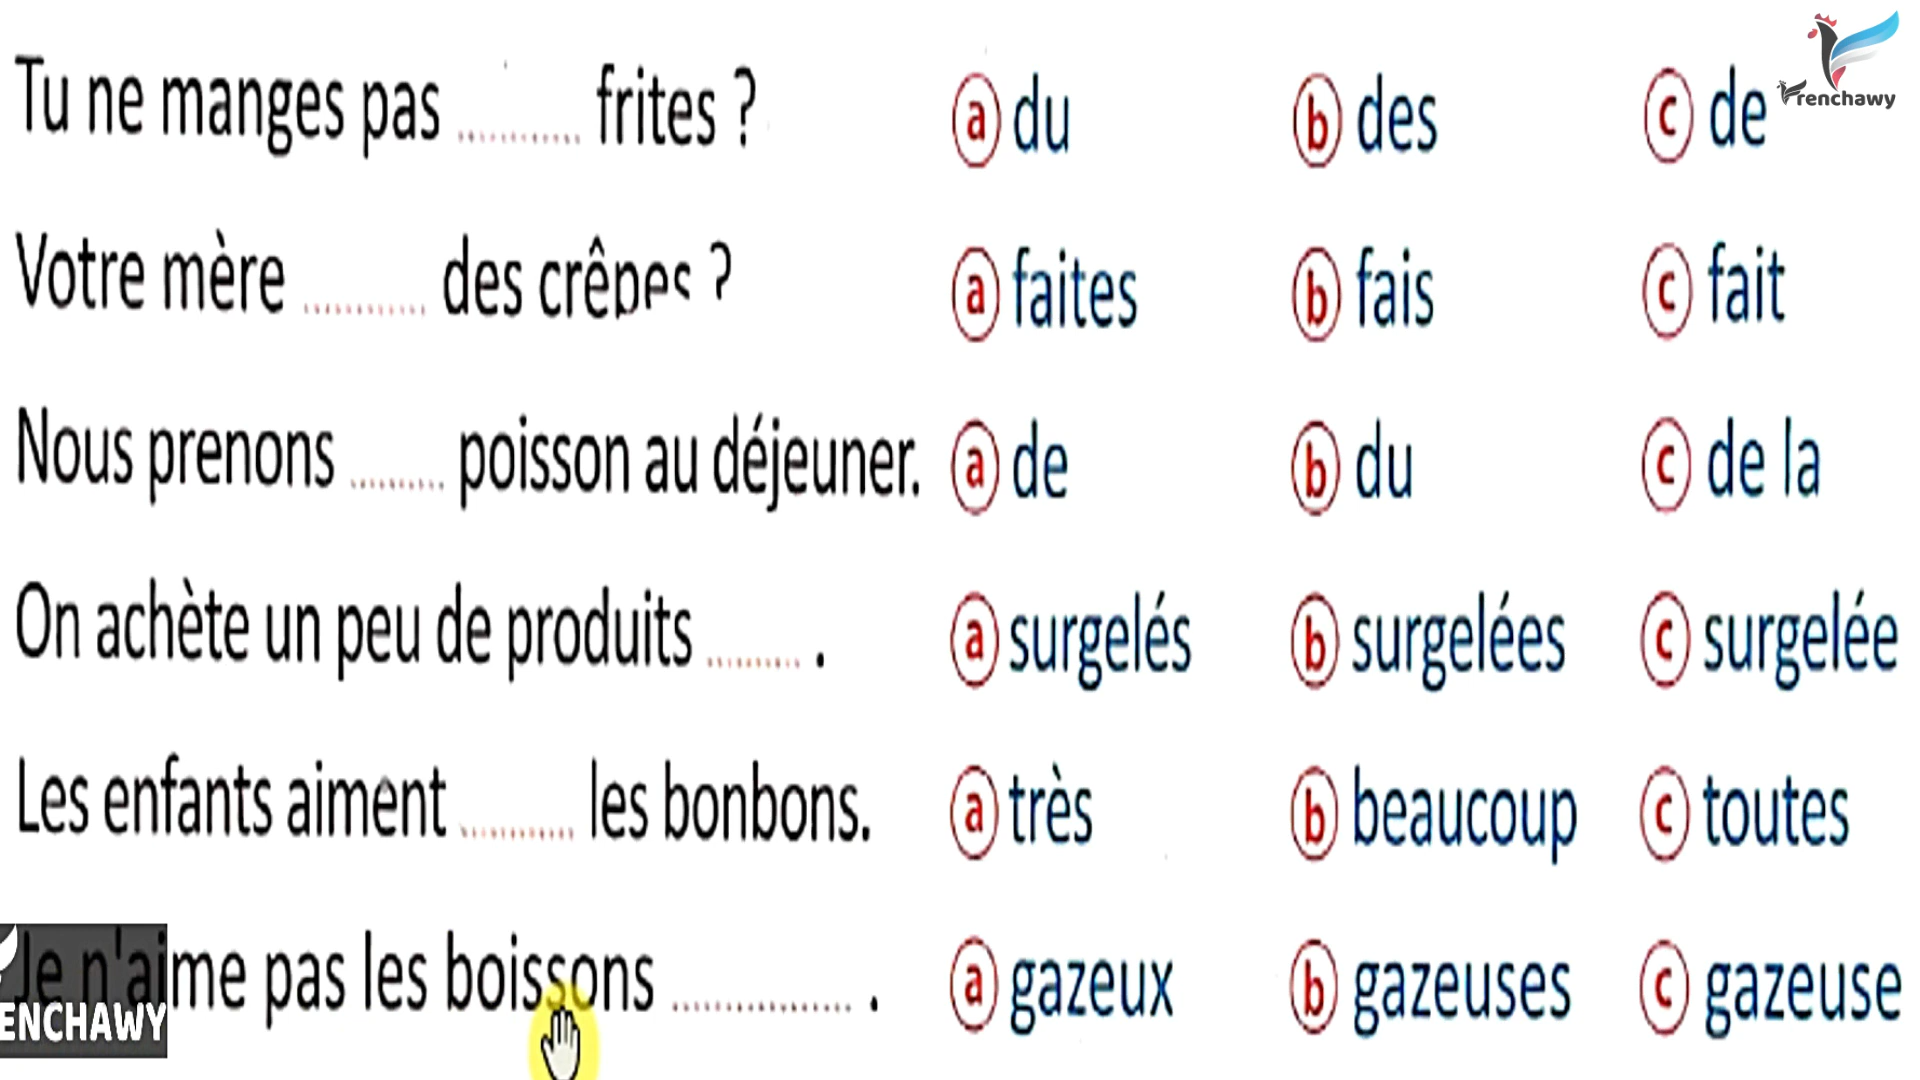 Tu ne manges pas ............ frites ? ⓐ du ⓑ des ⓒ de
Frenchawy
Votre mère ............ des crêpes ? ⓐ faites ⓑ fais ⓒ fait
Nous prenons ......... poisson au déjeuner. ⓐ de ⓑ du ⓒ de la
On achète un peu de produits ......... . ⓐ surgelés ⓑ surgelées ⓒ surgelée
Les enfants aiment ........... les bonbons. ⓐ très ⓑ beaucoup ⓒ toutes
Je n'aime pas les boissons ................. . ⓐ gazeux ⓑ gazeuses ⓒ gazeuse
ENCHAWY